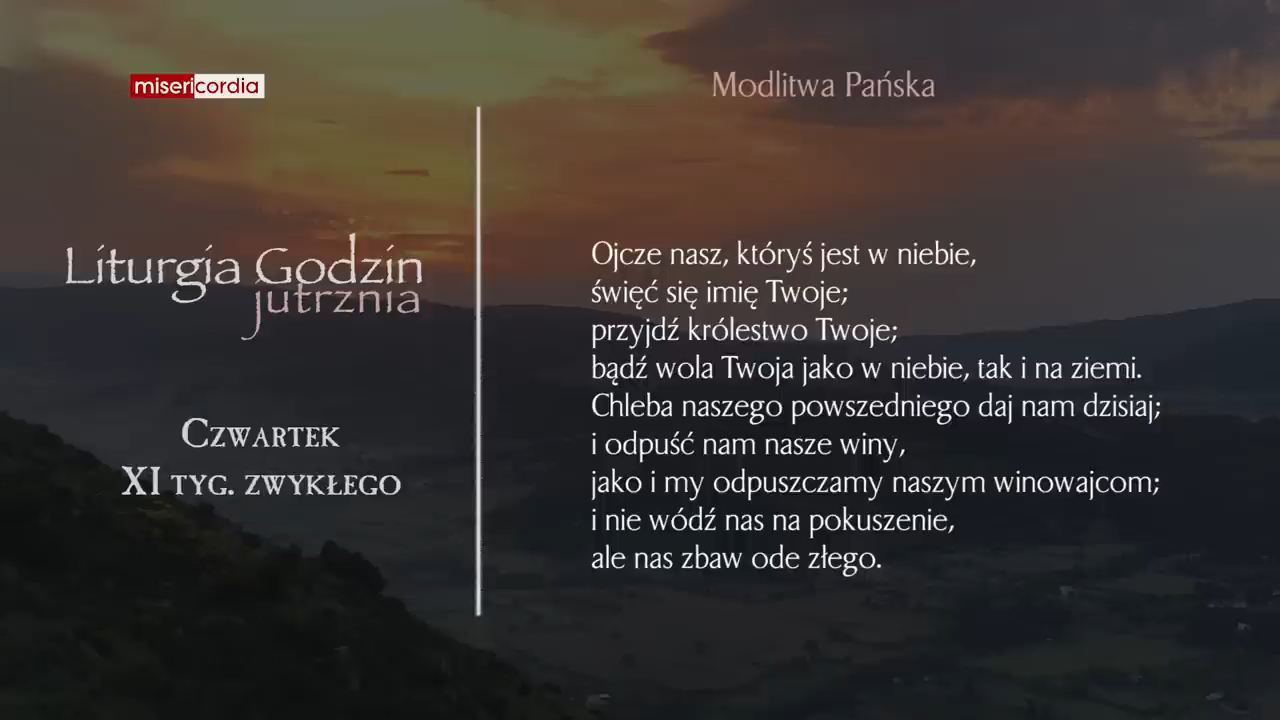 misericordia
Liturgia Godzin
jutrznia
Czwartek
XI tyg. zwykłego
Modlitwa Pańska
Ojcze nasz, któryś jest w niebie,
święć się imię Twoje;
przyjdź królestwo Twoje;
bądź wola Twoja jako w niebie, tak i na ziemi.
Chleba naszego powszedniego daj nam dzisiaj;
i odpuść nam nasze winy,
jako i my odpuszczamy naszym winowajcom;
i nie wódź nas na pokuszenie,
ale nas zbaw ode złego.